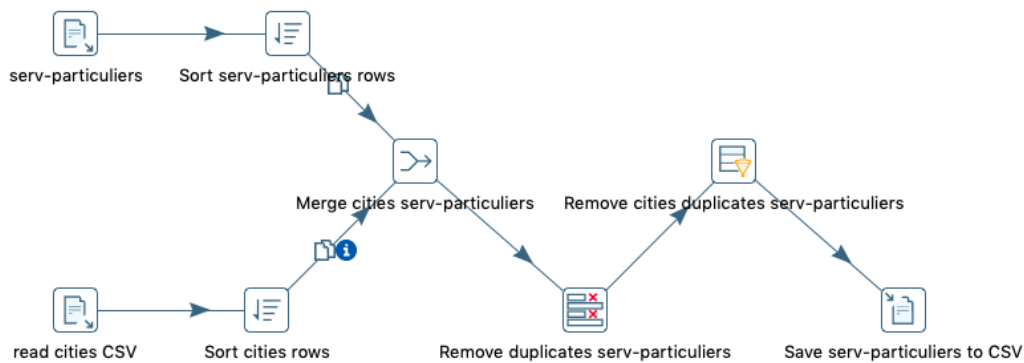 serv-particuliers
Sort serv-particuliers rows
Merge cities serv-particuliers
Remove cities duplicates serv-particuliers
read cities CSV
Sort cities rows
Remove duplicates serv-particuliers
Save serv-particuliers to CSV